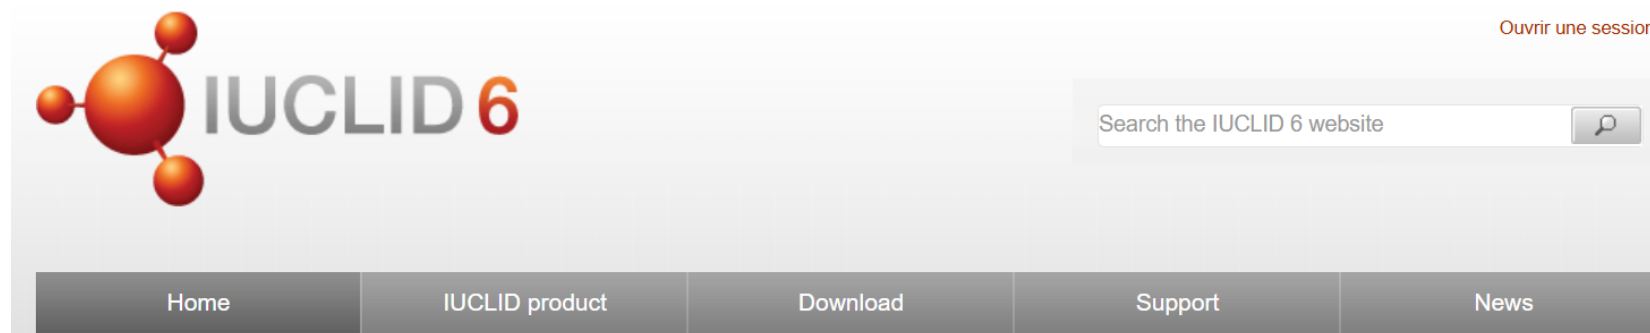 Ouvrir une session
IUCLID 6
Search the IUCLID 6 website
Home IUCLID product Download Support News